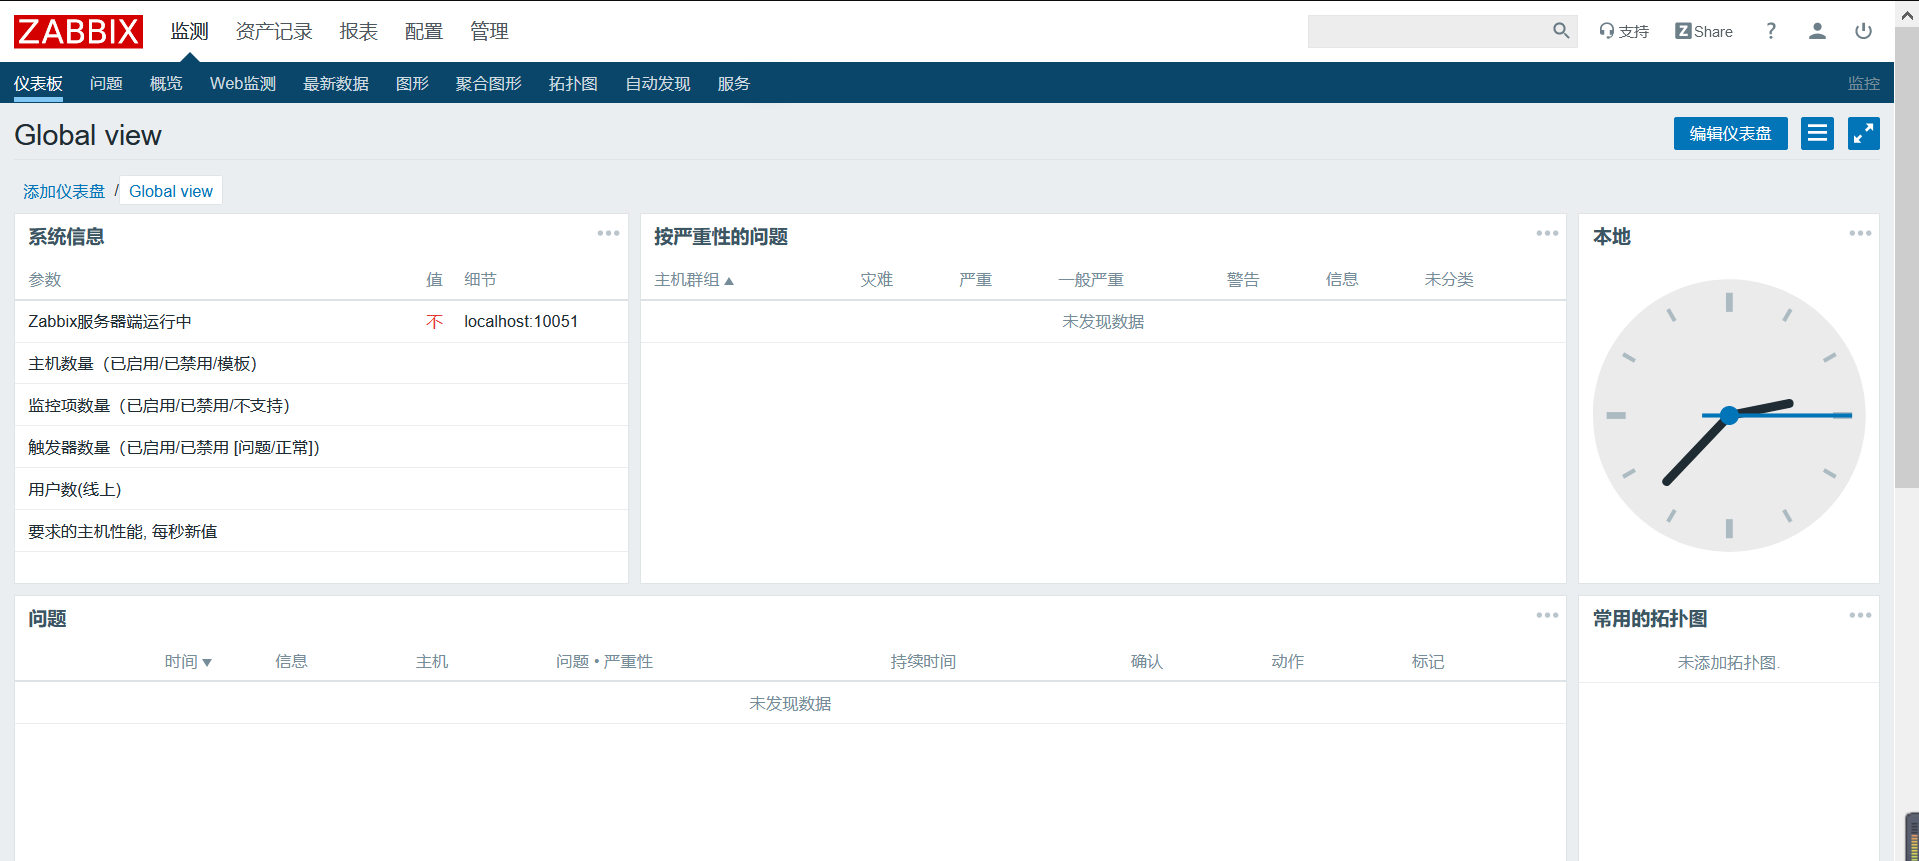 ZABBIX 监测 资产记录 报表 配置 管理 支持 Z Share ?
仪表板 问题 概览 Web监测 最新数据 图形 聚合图形 拓扑图 自动发现 服务 监控
Global view 编辑仪表盘
添加仪表盘 / Global view
系统信息
参数 值 细节
Zabbix服务器端运行中 不 localhost:10051
主机数量（已启用/已禁用/模板）
监控项数量（已启用/已禁用/不支持）
触发器数量（已启用/已禁用 [问题/正常]）
用户数(线上)
要求的主机性能, 每秒新值
按严重性的问题
主机群组▲ 灾难 严重 一般严重 警告 信息 未分类
未发现数据
本地
问题
时间▼ 信息 主机 问题 • 严重性 持续时间 确认 动作 标记
未发现数据
常用的拓扑图
未添加拓扑图.